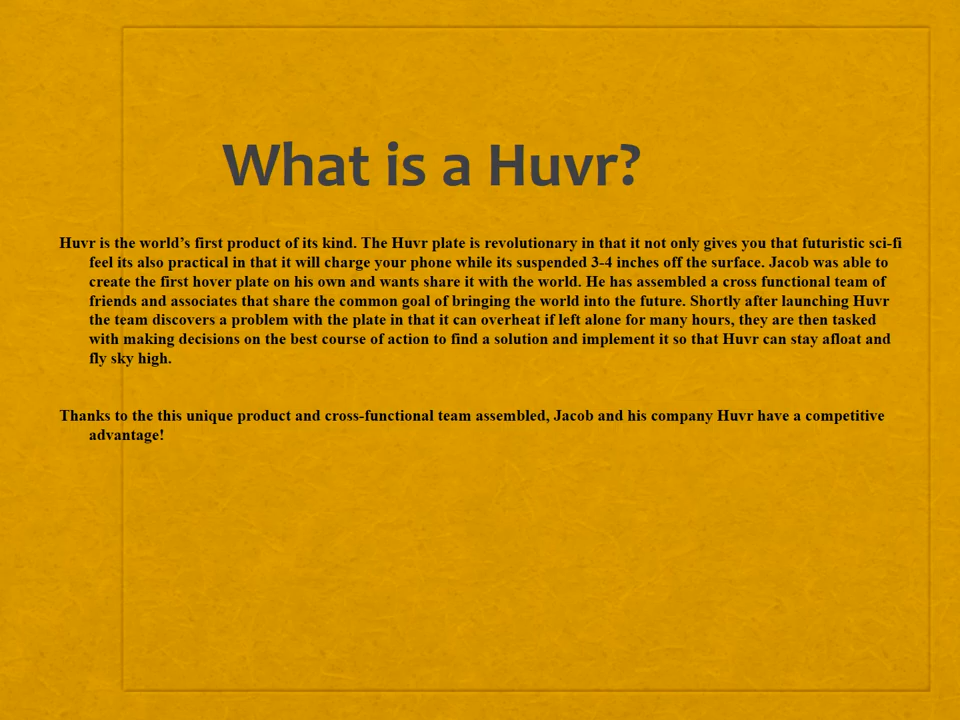 What is a Huvr?
Huvr is the world’s first product of its kind. The Huvr plate is revolutionary in that it not only gives you that futuristic sci-fi
feel its also practical in that it will charge your phone while its suspended 3-4 inches off the surface. Jacob was able to
create the first hover plate on his own and wants share it with the world. He has assembled a cross functional team of
friends and associates that share the common goal of bringing the world into the future. Shortly after launching Huvr
the team discovers a problem with the plate in that it can overheat if left alone for many hours, they are then tasked
with making decisions on the best course of action to find a solution and implement it so that Huvr can stay afloat and
fly sky high.
Thanks to the this unique product and cross-functional team assembled, Jacob and his company Huvr have a competitive
advantage!